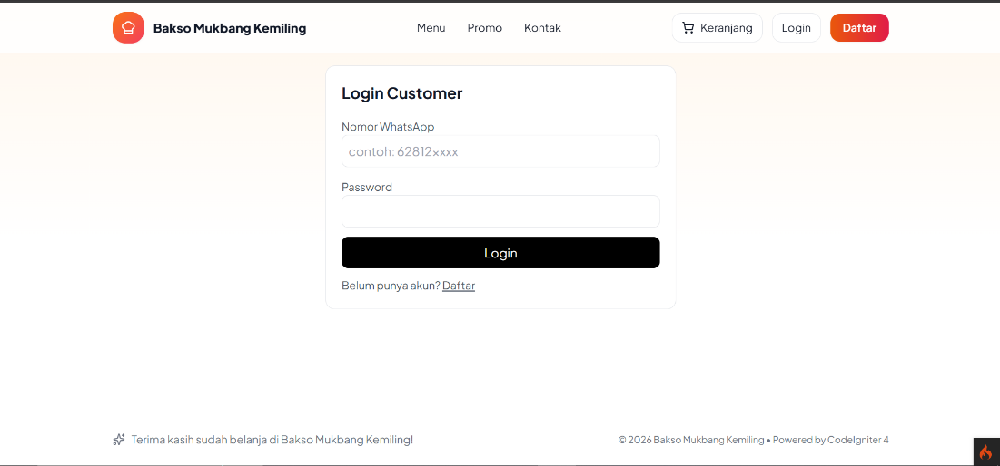 Bakso Mukbang Kemiling Menu Promo Kontak Keranjang Login Daftar
Login Customer
Nomor WhatsApp
contoh: 62812xxxx
Password
Login
Belum punya akun? Daftar
Terima kasih sudah belanja di Bakso Mukbang Kemiling! © 2026 Bakso Mukbang Kemiling • Powered by CodeIgniter 4